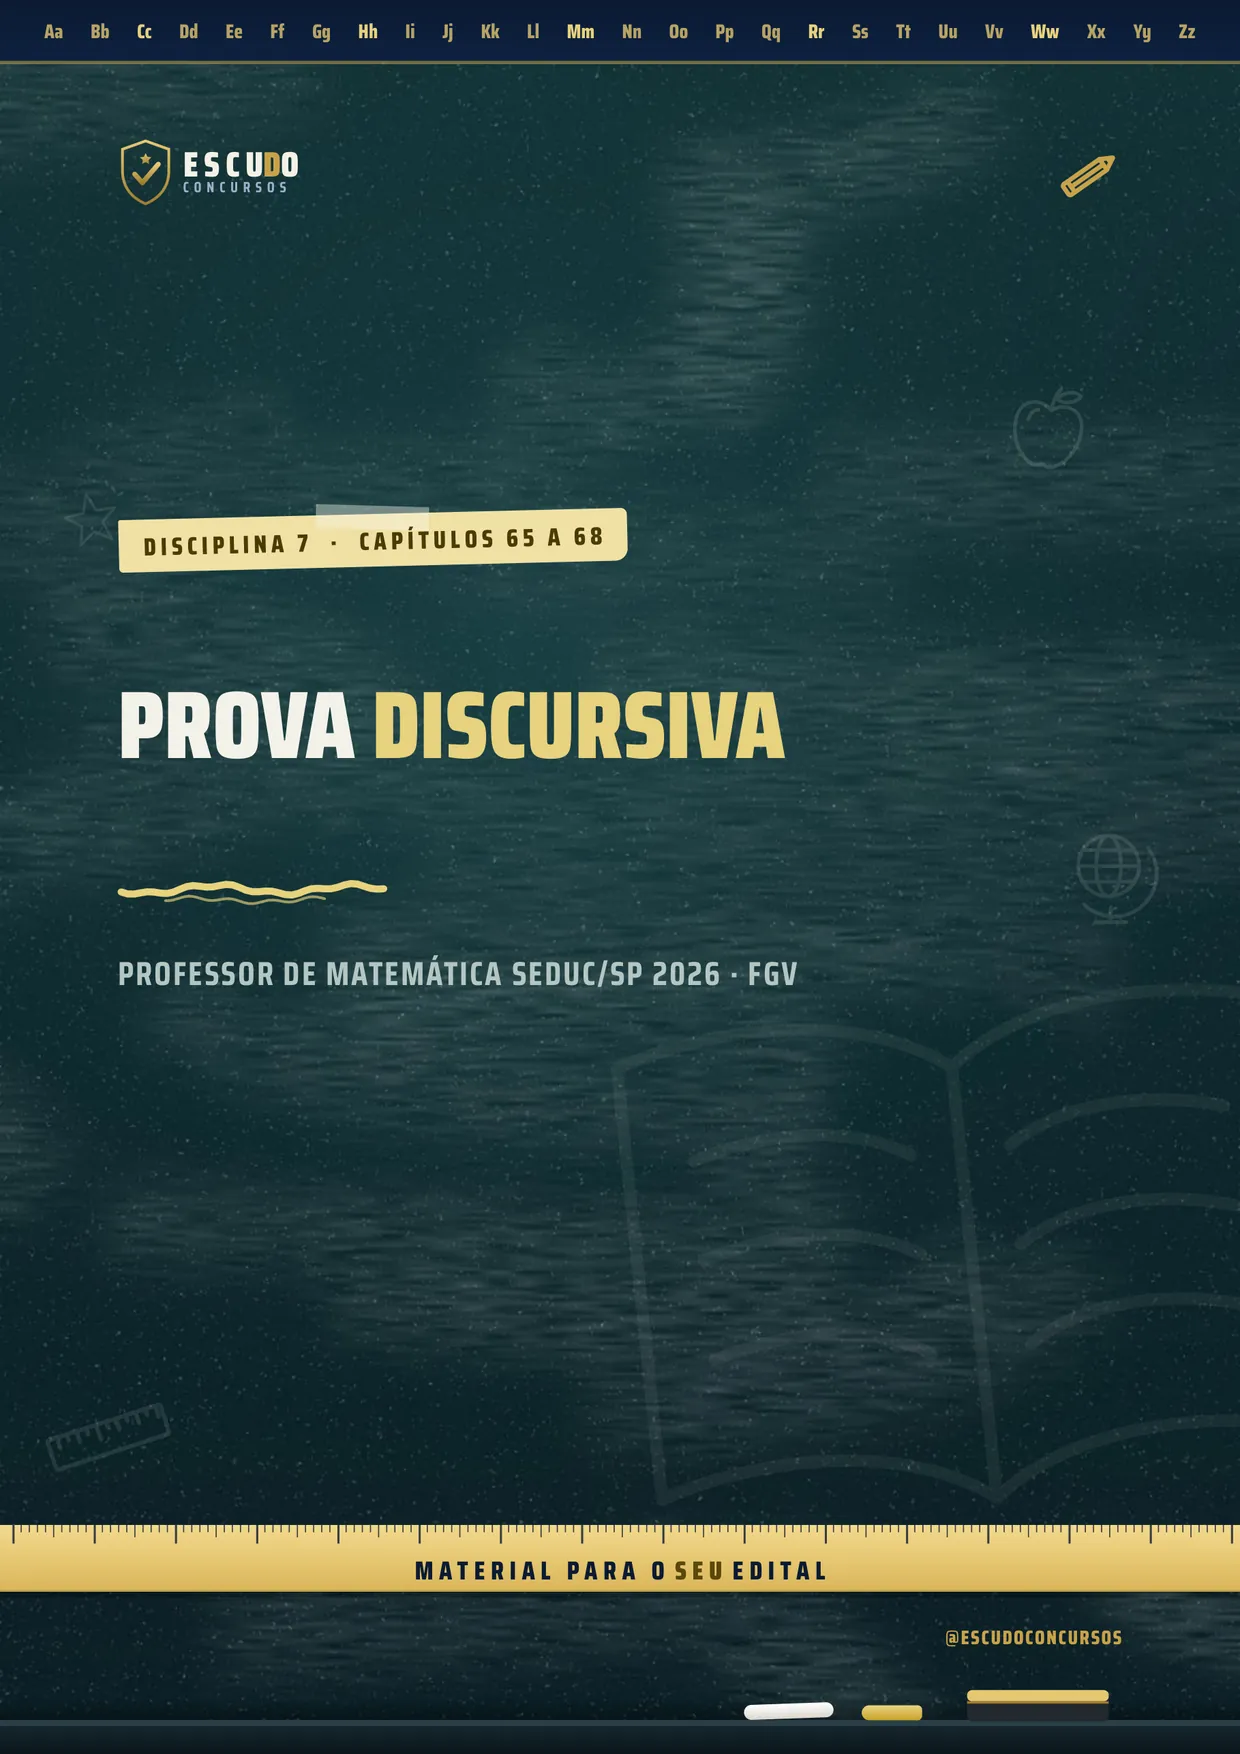 Aa Bb Cc Dd Ee Ff Gg Hh Ii Jj Kk Ll Mm Nn Oo Pp Qq Rr Ss Tt Uu Vv Ww Xx Yy Zz
ESCUDO
CONCURSOS
DISCIPLINA 7 · CAPÍTULOS 65 A 68
PROVA DISCURSIVA
PROFESSOR DE MATEMÁTICA SEDUC/SP 2026 · FGV
MATERIAL PARA O SEU EDITAL
@ESCUDOCONCURSOS